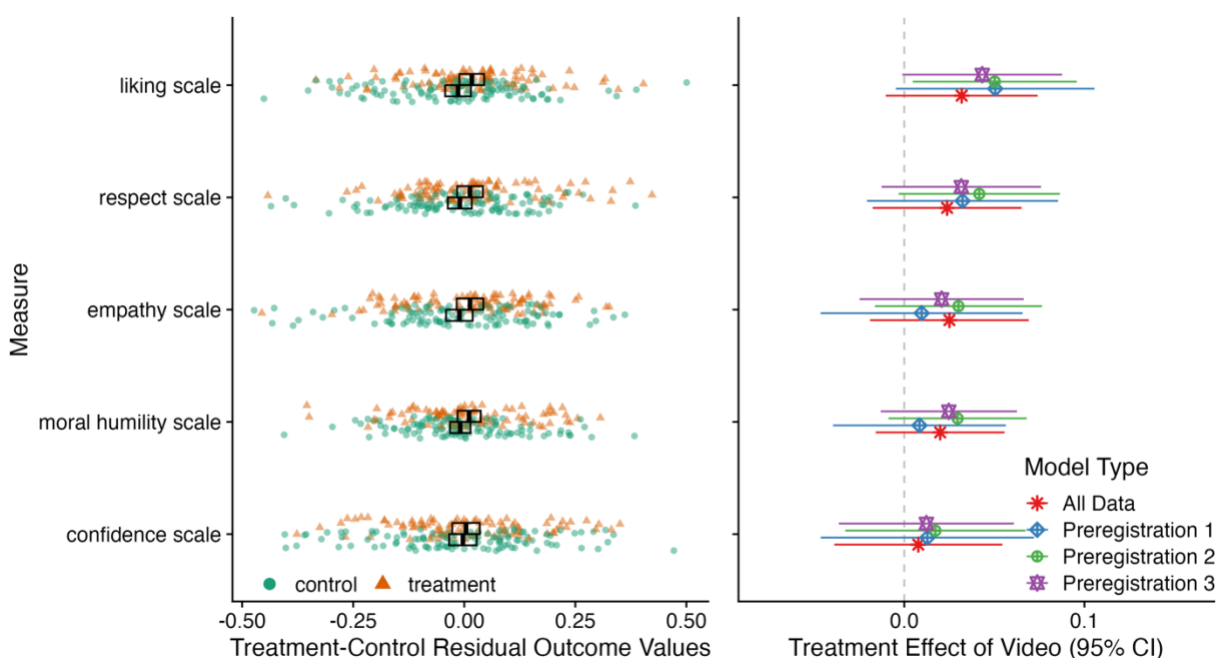 Measure
liking scale
respect scale
empathy scale
moral humility scale
confidence scale
control
treatment
-0.50
-0.25
0.00
0.25
0.50
Treatment-Control Residual Outcome Values
Model Type
All Data
Preregistration 1
Preregistration 2
Preregistration 3
0.0
0.1
Treatment Effect of Video (95% CI)